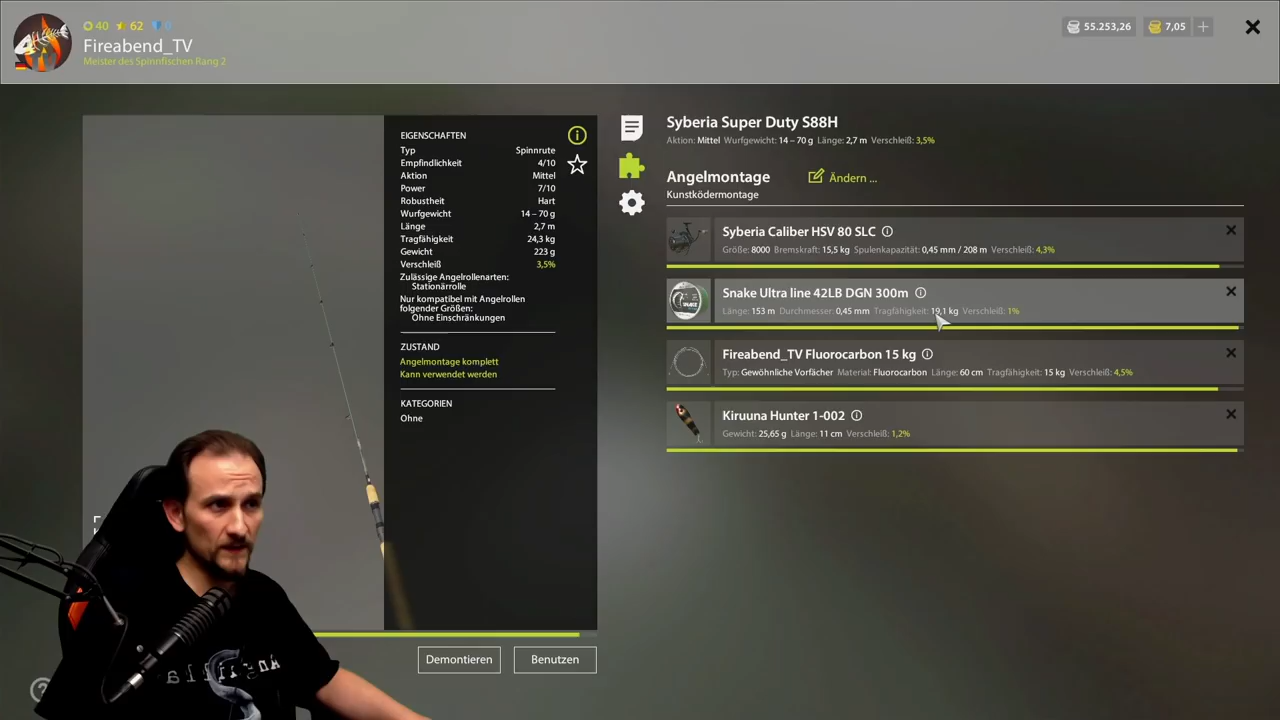 40 62 0
Fireabend_TV
Meister des Spinnfischen Rang 2
55.253,26 7,05 +
EIGENSCHAFTEN
Typ Spinnrute
Empfindlichkeit 4/10
Aktion Mittel
Power 7/10
Robustheit Hart
Wurfgewicht 14 – 70 g
Länge 2,7 m
Tragfähigkeit 24,3 kg
Gewicht 223 g
Verschleiß 3,5%
Zulässige Angelrollenarten:
Stationärrolle
Nur kompatibel mit Angelrollen
folgender Größen:
Ohne Einschränkungen
ZUSTAND
Angelmontage komplett
Kann verwendet werden
KATEGORIEN
Ohne
Demontieren Benutzen
Syberia Super Duty S88H
Aktion: Mittel Wurfgewicht: 14 – 70 g Länge: 2,7 m Verschleiß: 3,5%
Angelmontage Ändern ...
Kunstködermontage
Syberia Caliber HSV 80 SLC
Größe: 8000 Bremskraft: 15,5 kg Spulenkapazität: 0,45 mm / 208 m Verschleiß: 4,3%
Snake Ultra line 42LB DGN 300m
Länge: 153 m Durchmesser: 0,45 mm Tragfähigkeit: 19,1 kg Verschleiß: 1%
Fireabend_TV Fluorocarbon 15 kg
Typ: Gewöhnliche Vorfächer Material: Fluorocarbon Länge: 60 cm Tragfähigkeit: 15 kg Verschleiß: 4,5%
Kiruuna Hunter 1-002
Gewicht: 25,65 g Länge: 11 cm Verschleiß: 1,2%